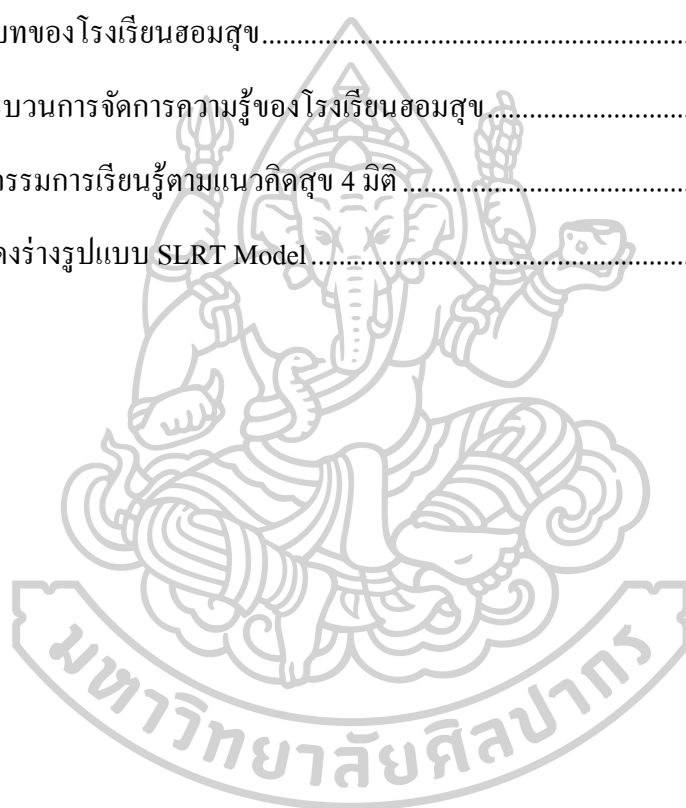 บทของโรงเรียนฮอมสุข
บวนการจัดการความรู้ของโรงเรียนฮอมสุข
กรรมการเรียนรู้ตามแนวคิดสุข 4 มิติ
งร่างรูปแบบ SLRT Model
มหาวิทยาลัยศิลปากร